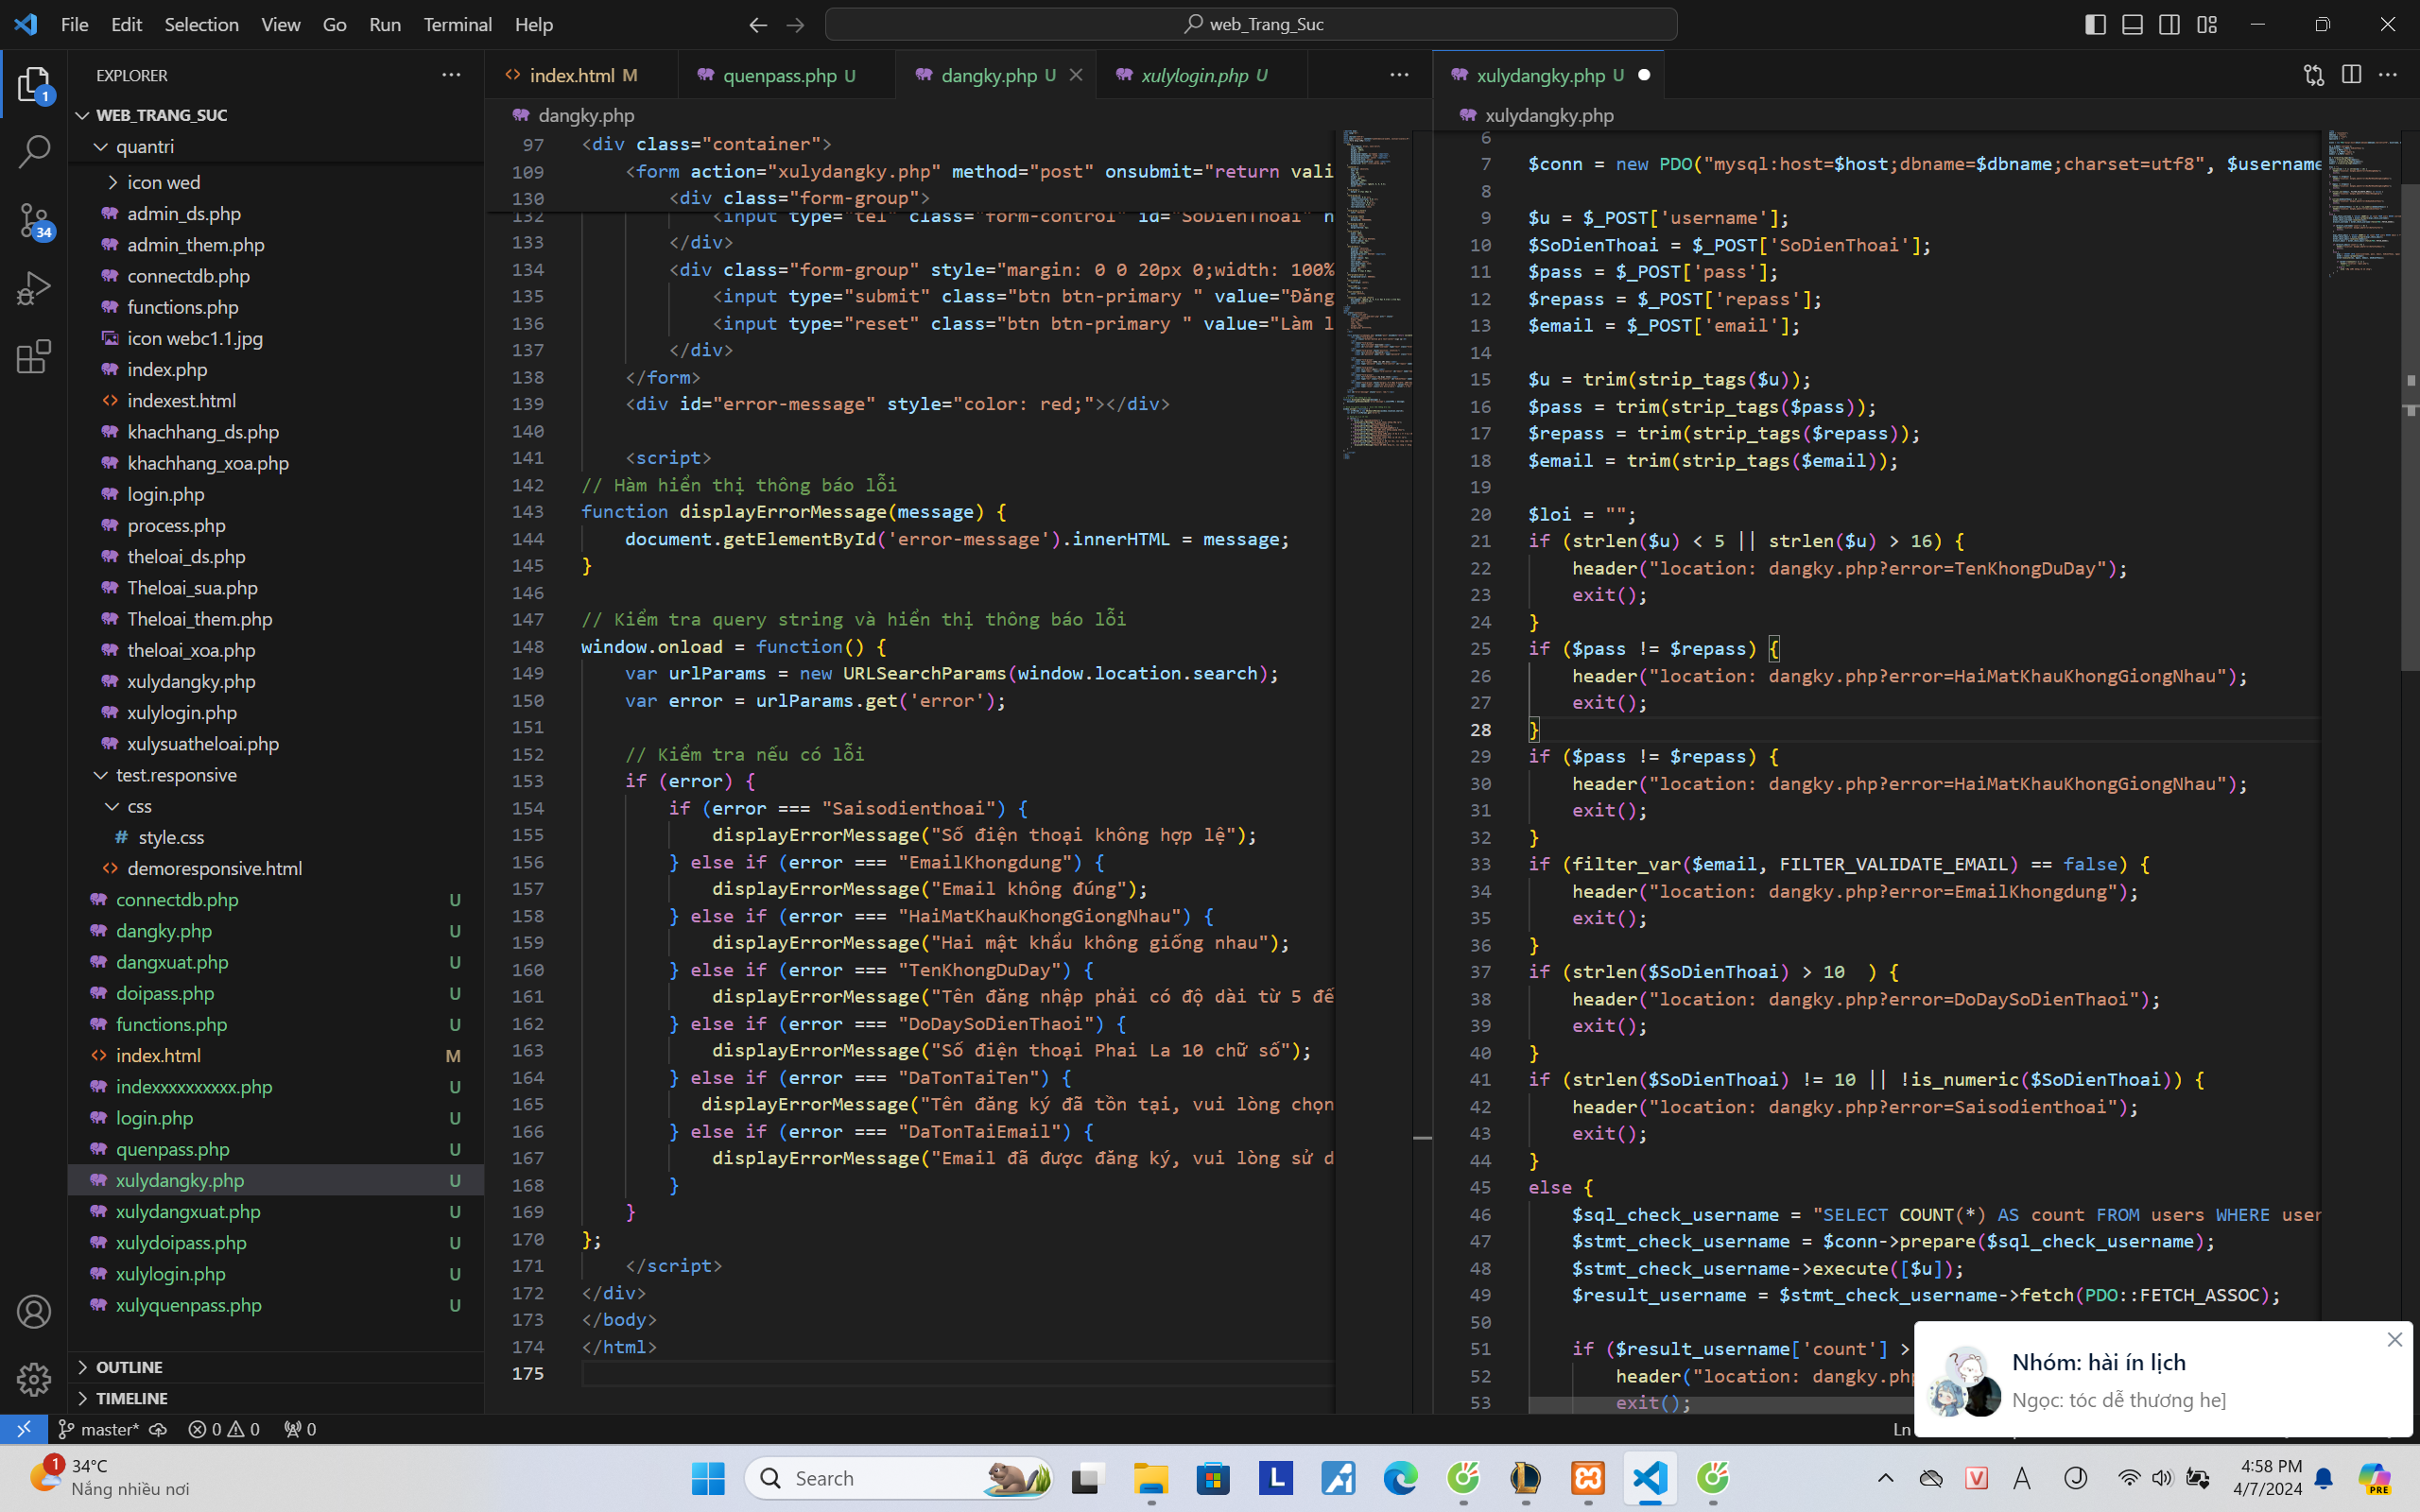 File Edit Selection View Go Run Terminal Help
web_Trang_Suc
EXPLORER
WEB_TRANG_SUC
quantri
icon wed
admin_ds.php
admin_them.php
connectdb.php
functions.php
icon webc1.1.jpg
index.php
indexest.html
khachhang_ds.php
khachhang_xoa.php
login.php
process.php
theloai_ds.php
Theloai_sua.php
Theloai_them.php
theloai_xoa.php
xulydangky.php
xulylogin.php
xulysuatheloai.php
test.responsive
css
# style.css
demoresponsive.html
connectdb.php U
dangky.php U
dangxuat.php U
doipass.php U
functions.php U
index.html M
indexxxxxxxxxx.php U
login.php U
quenpass.php U
xulydangky.php U
xulydangxuat.php U
xulydoipass.php U
xulylogin.php U
xulyquenpass.php U
OUTLINE
TIMELINE
index.html M quenpass.php U dangky.php U xulylogin.php U
dangky.php
97 <div class="container">
109 <form action="xulydangky.php" method="post" onsubmit="return vali
130 <div class="form-group">
132 <input type="tel" class="form-control" id="SoDienThoai" n
133 </div>
134 <div class="form-group" style="margin: 0 0 20px 0;width: 100%
135 <input type="submit" class="btn btn-primary " value="Đăng
136 <input type="reset" class="btn btn-primary " value="Làm l
137 </div>
138 </form>
139 <div id="error-message" style="color: red;"></div>
140
141 <script>
142 // Hàm hiển thị thông báo lỗi
143 function displayErrorMessage(message) {
144 document.getElementById('error-message').innerHTML = message;
145 }
146
147 // Kiểm tra query string và hiển thị thông báo lỗi
148 window.onload = function() {
149 var urlParams = new URLSearchParams(window.location.search);
150 var error = urlParams.get('error');
151
152 // Kiểm tra nếu có lỗi
153 if (error) {
154 if (error === "Saisodienthoai") {
155 displayErrorMessage("Số điện thoại không hợp lệ");
156 } else if (error === "EmailKhongdung") {
157 displayErrorMessage("Email không đúng");
158 } else if (error === "HaiMatKhauKhongGiongNhau") {
159 displayErrorMessage("Hai mật khẩu không giống nhau");
160 } else if (error === "TenKhongDuDay") {
161 displayErrorMessage("Tên đăng nhập phải có độ dài từ 5 đế
162 } else if (error === "DoDaySoDienThaoi") {
163 displayErrorMessage("Số điện thoại Phai La 10 chữ số");
164 } else if (error === "DaTonTaiTen") {
165 displayErrorMessage("Tên đăng ký đã tồn tại, vui lòng chọn
166 } else if (error === "DaTonTaiEmail") {
167 displayErrorMessage("Email đã được đăng ký, vui lòng sử d
168 }
169 }
170 };
171 </script>
172 </div>
173 </body>
174 </html>
175
xulydangky.php U
xulydangky.php
6
7 $conn = new PDO("mysql:host=$host;dbname=$dbname;charset=utf8", $username
8
9 $u = $_POST['username'];
10 $SoDienThoai = $_POST['SoDienThoai'];
11 $pass = $_POST['pass'];
12 $repass = $_POST['repass'];
13 $email = $_POST['email'];
14
15 $u = trim(strip_tags($u));
16 $pass = trim(strip_tags($pass));
17 $repass = trim(strip_tags($repass));
18 $email = trim(strip_tags($email));
19
20 $loi = "";
21 if (strlen($u) < 5 || strlen($u) > 16) {
22 header("location: dangky.php?error=TenKhongDuDay");
23 exit();
24 }
25 if ($pass != $repass) {
26 header("location: dangky.php?error=HaiMatKhauKhongGiongNhau");
27 exit();
28 }
29 if ($pass != $repass) {
30 header("location: dangky.php?error=HaiMatKhauKhongGiongNhau");
31 exit();
32 }
33 if (filter_var($email, FILTER_VALIDATE_EMAIL) == false) {
34 header("location: dangky.php?error=EmailKhongdung");
35 exit();
36 }
37 if (strlen($SoDienThoai) > 10 ) {
38 header("location: dangky.php?error=DoDaySoDienThaoi");
39 exit();
40 }
41 if (strlen($SoDienThoai) != 10 || !is_numeric($SoDienThoai)) {
42 header("location: dangky.php?error=Saisodienthoai");
43 exit();
44 }
45 else {
46 $sql_check_username = "SELECT COUNT(*) AS count FROM users WHERE user
47 $stmt_check_username = $conn->prepare($sql_check_username);
48 $stmt_check_username->execute([$u]);
49 $result_username = $stmt_check_username->fetch(PDO::FETCH_ASSOC);
50
51 if ($result_username['count'] >
52 header("location: dangky.php
53 exit();
Nhóm: hài ín lịch
Ngọc: tóc dễ thương he]
1
34
master* 0 0 0
Ln
1
34°C
Nắng nhiều nơi
Search
L
V
A
4:58 PM
4/7/2024
PRE